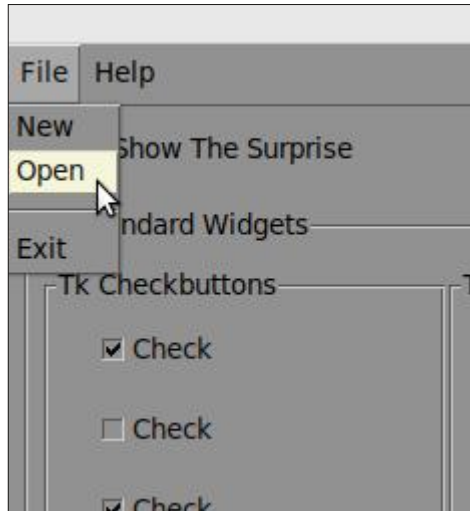 File Help
New
Show The Surprise
Open
ndard Widgets
Exit
Tk Checkbuttons
Check
Check
Check